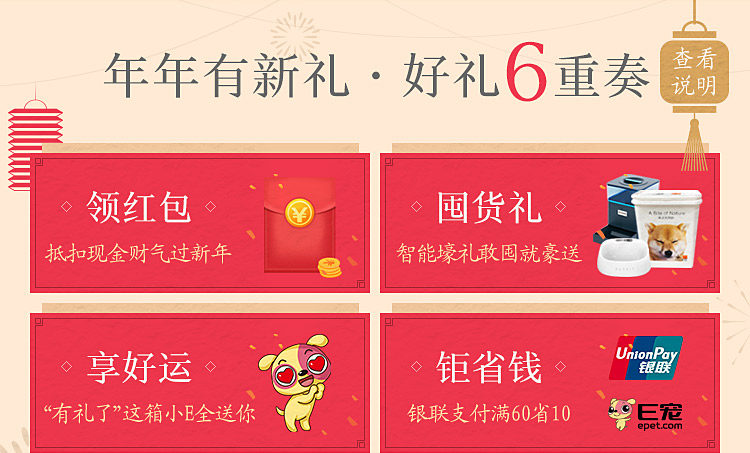 年年有新礼·好礼6重奏
查看
说明
领红包
抵扣现金财气过新年
¥
囤货礼
智能壕礼敢囤就豪送
A Bite of Nature
享好运
“有礼了”这箱小E全送你
钜省钱
银联支付满60省10
UnionPay
银联
E宠
epet.com